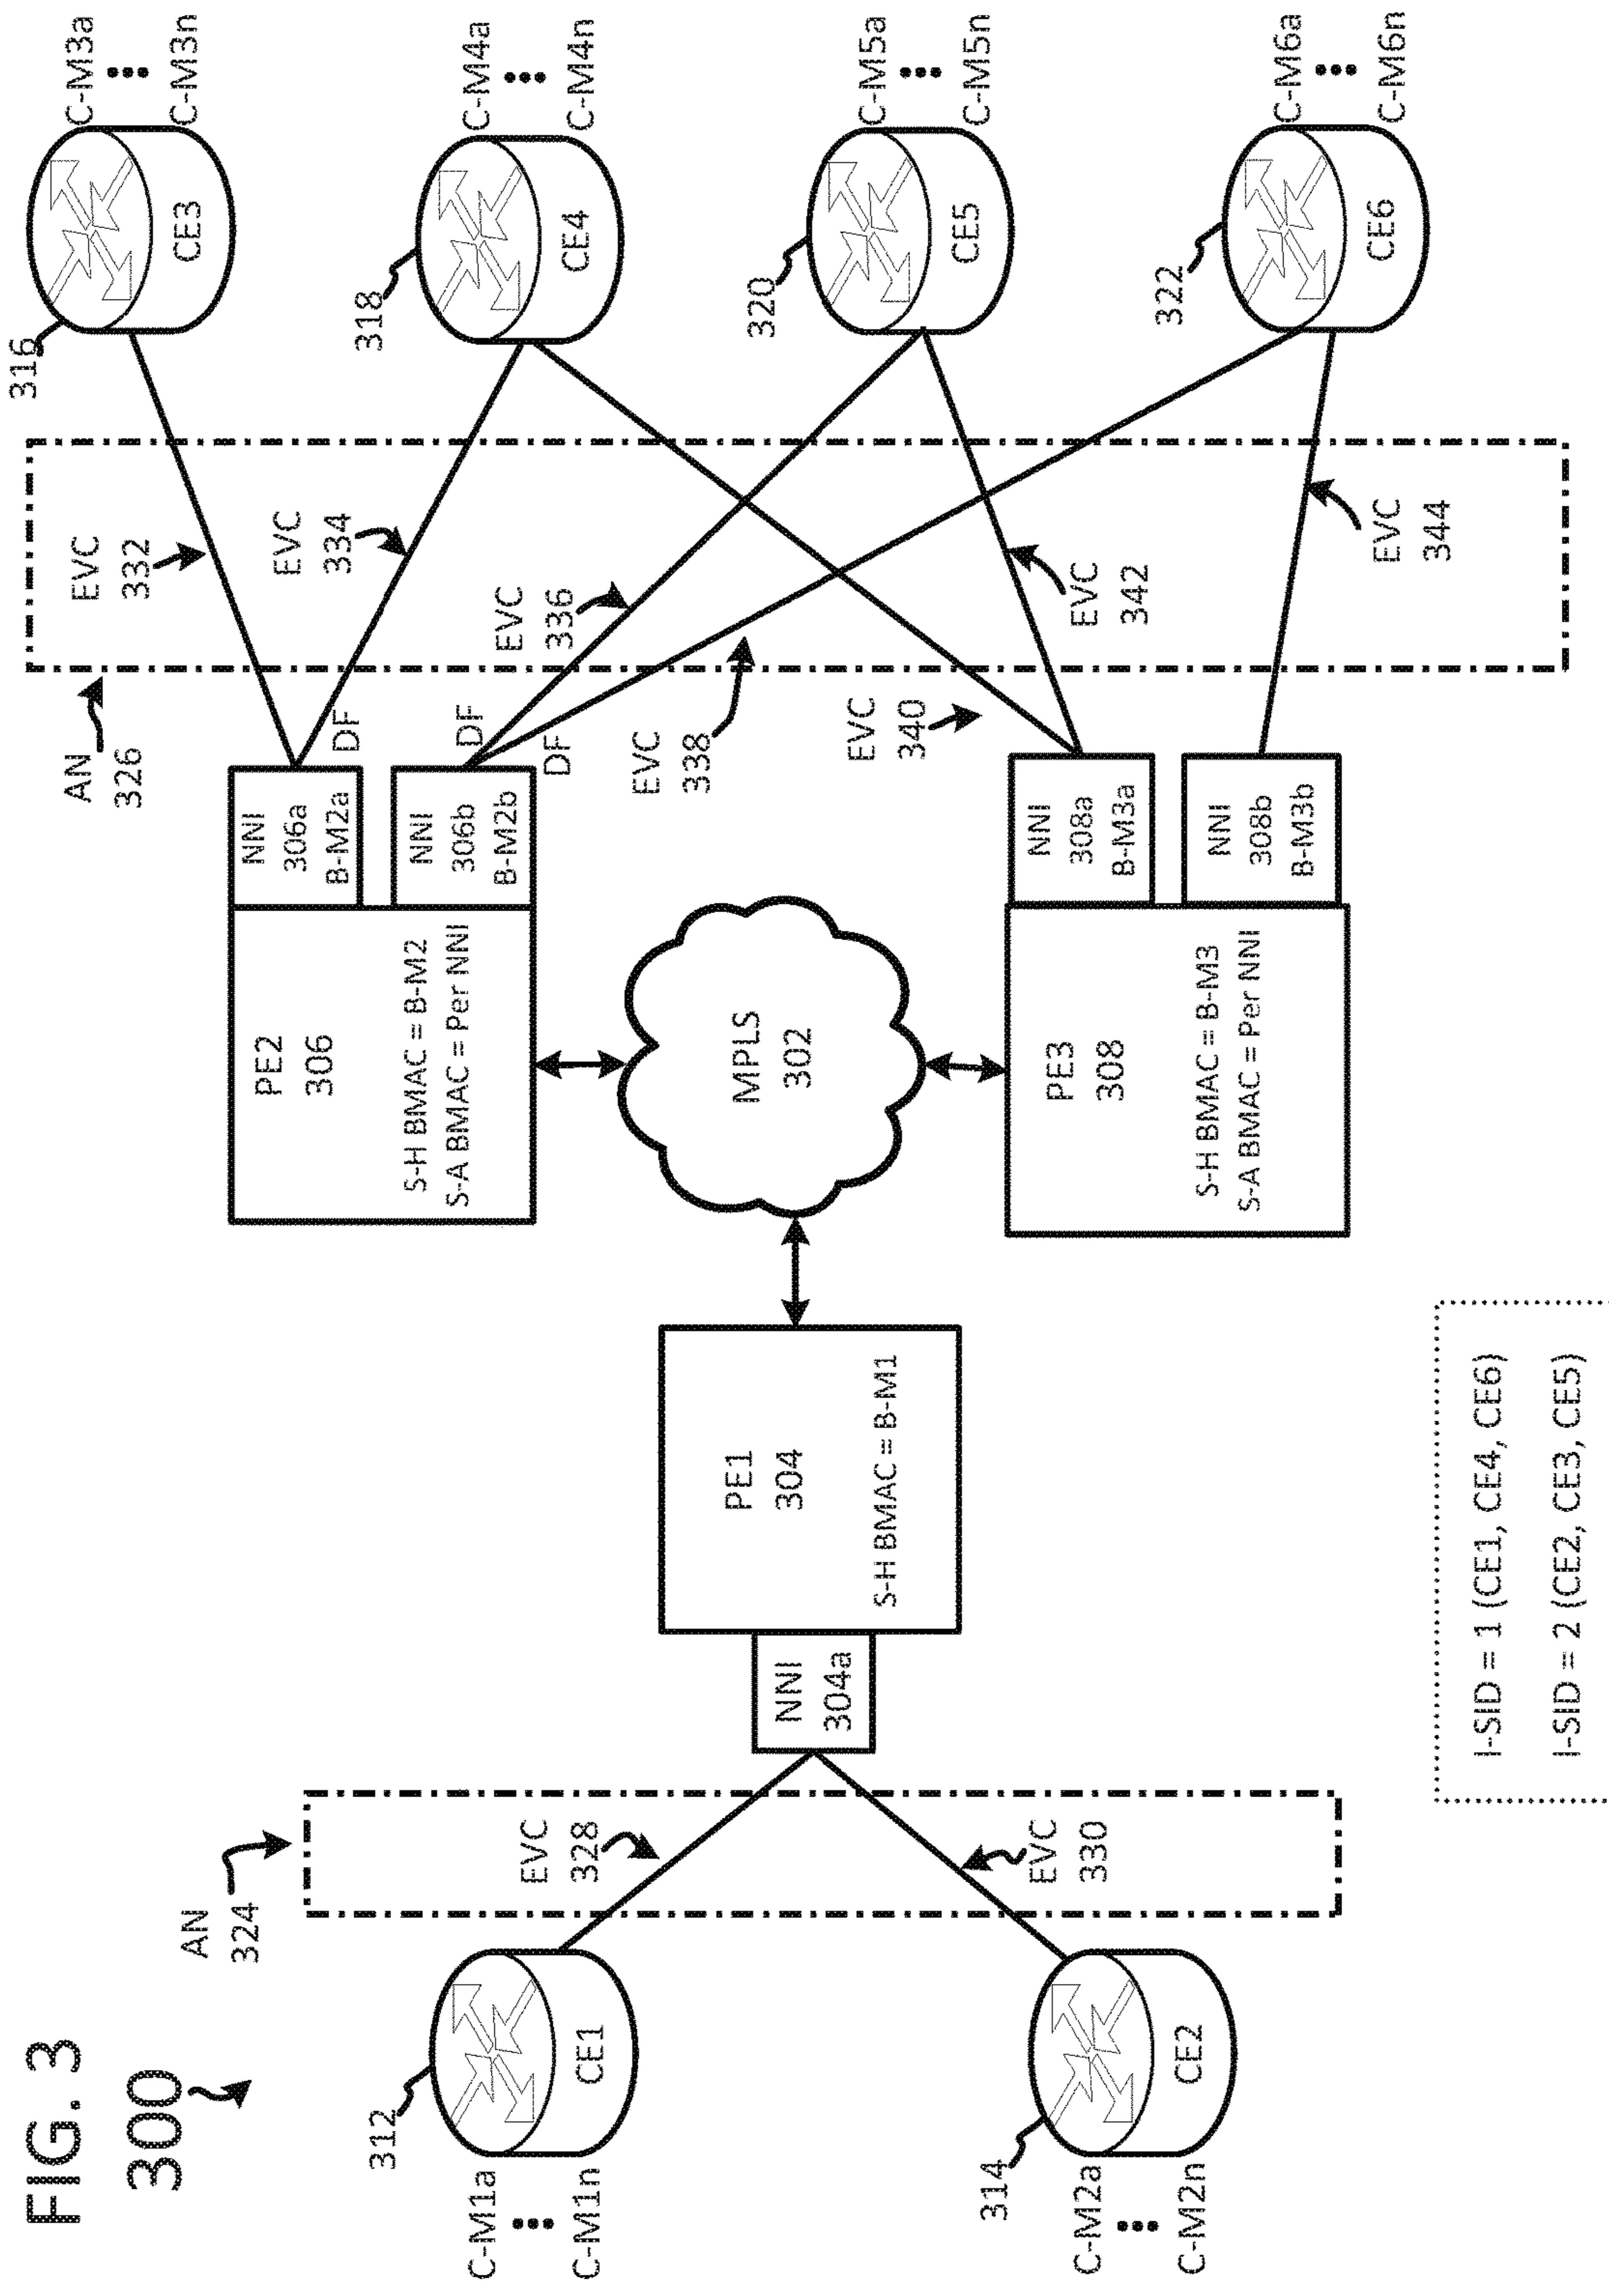 FIG. 3
300
AN
324
AN
326
312
CE1
C-M1a
C-M1n
314
CE2
C-M2a
C-M2n
EVC
328
EVC
330
NNI
304a
PE1
304
S-H BMAC = B-M1
MPLS
302
PE2
306
S-H BMAC = B-M2
S-A BMAC = Per NNI
NNI
306a
B-M2a
NNI
306b
B-M2b
DF
DF
DF
PE3
308
S-H BMAC = B-M3
S-A BMAC = Per NNI
NNI
308a
B-M3a
NNI
308b
B-M3b
EVC
332
EVC
334
EVC
336
EVC
338
EVC
340
EVC
342
EVC
344
316
CE3
C-M3a
C-M3n
318
CE4
C-M4a
C-M4n
320
CE5
C-M5a
C-M5n
322
CE6
C-M6a
C-M6n
I-SID = 1 (CE1, CE4, CE6)
I-SID = 2 (CE2, CE3, CE5)